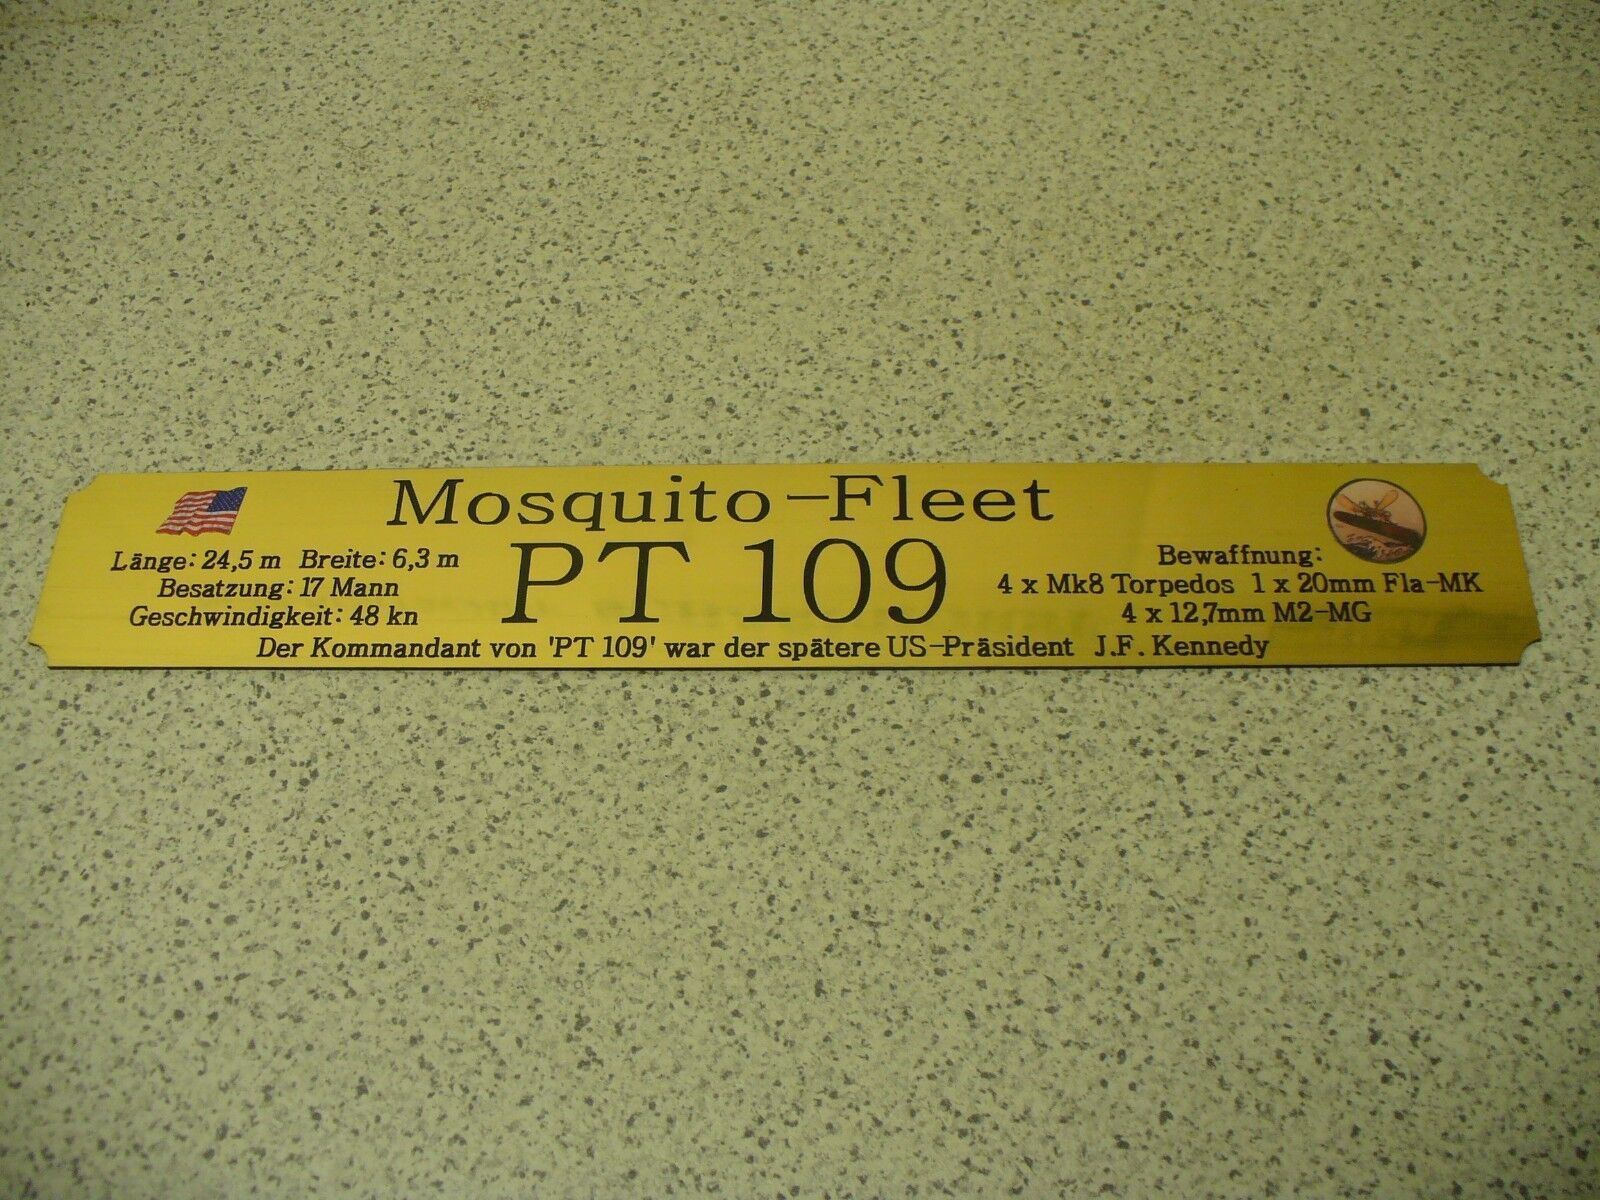 Mosquito-Fleet
PT 109
Länge: 24,5 m Breite: 6,3 m
Besatzung: 17 Mann
Geschwindigkeit: 48 kn
Bewaffnung:
4 x Mk8 Torpedos 1 x 20mm Fla-MK
4 x 12,7mm M2-MG
Der Kommandant von 'PT 109' war der spätere US-Präsident J.F. Kennedy